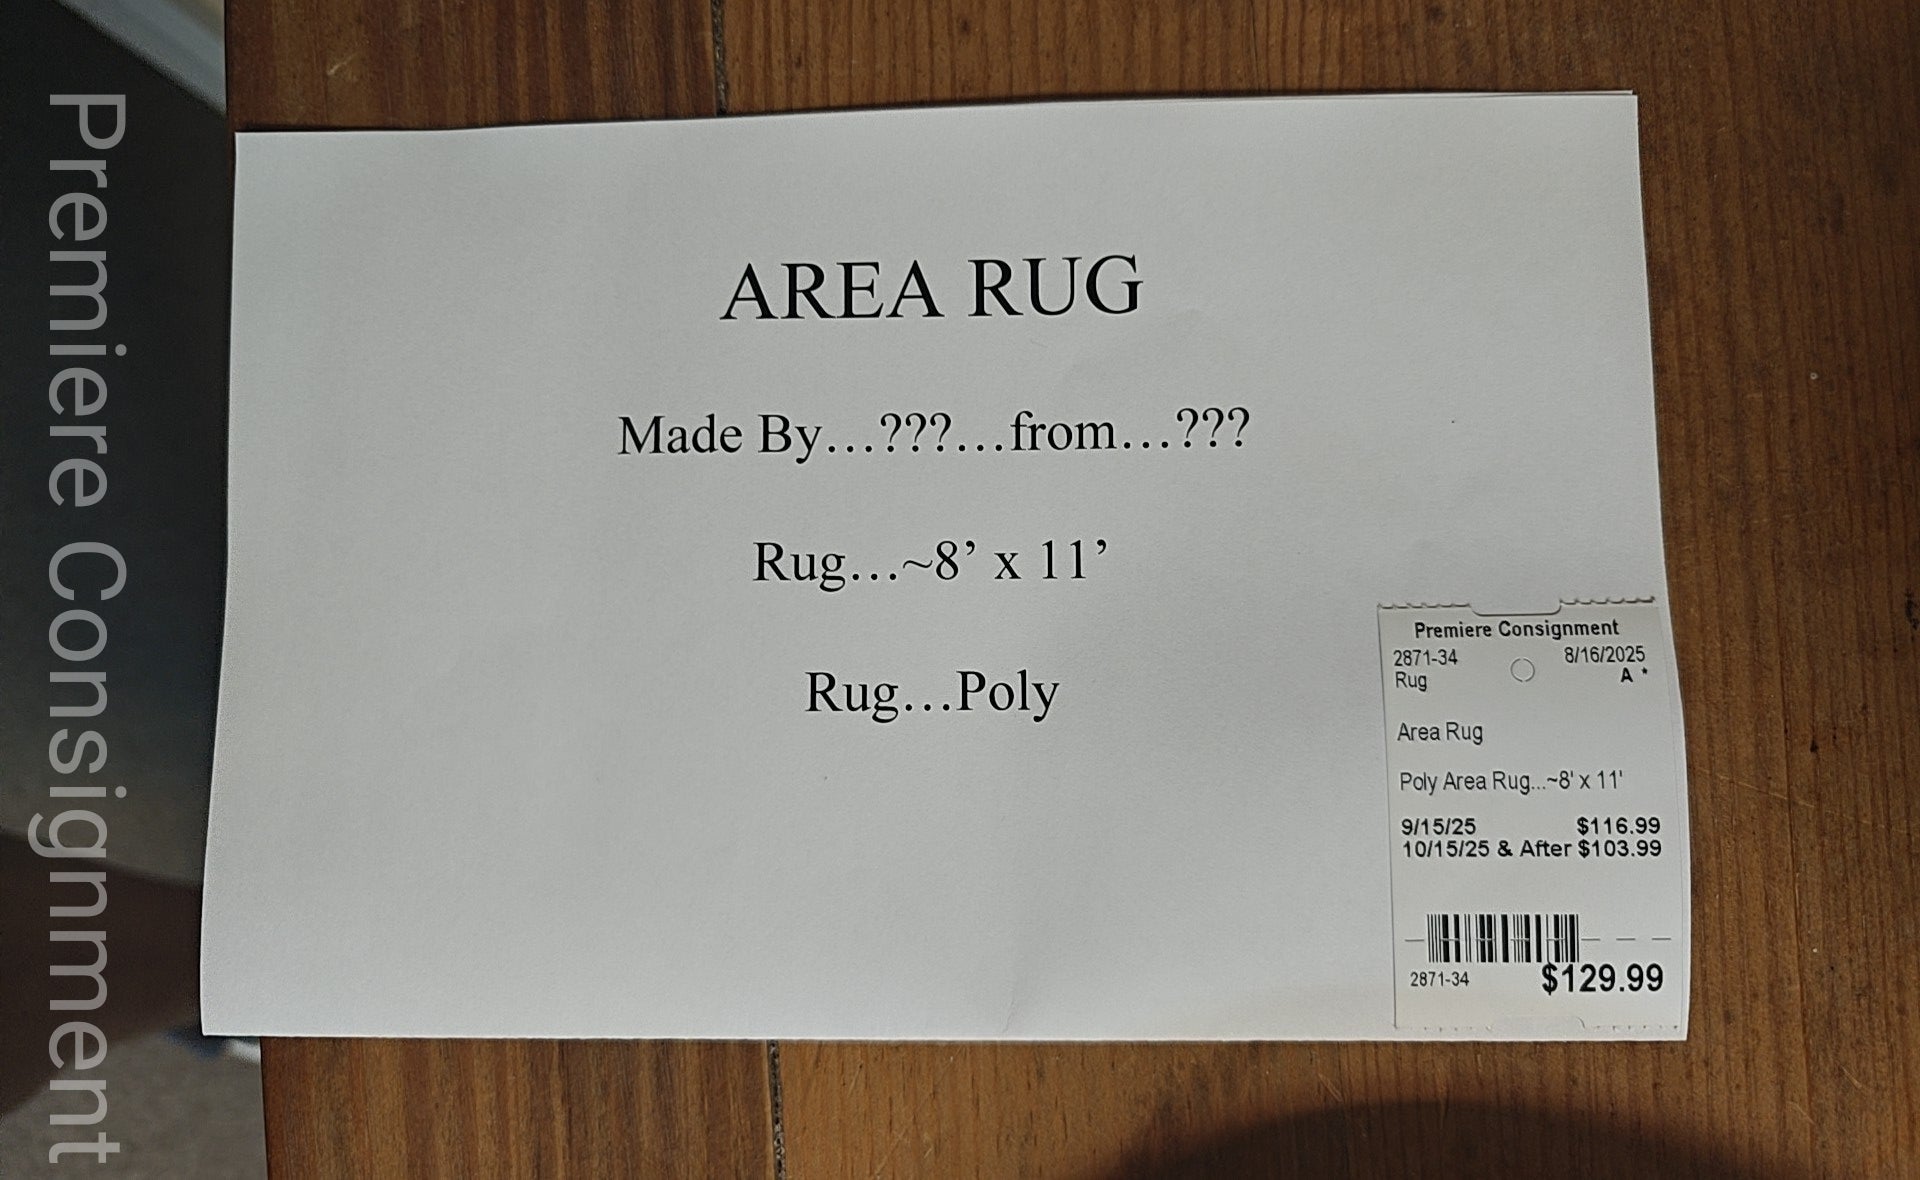 Premiere Consignment
AREA RUG
Made By...???...from...???
Rug...~8’ x 11’
Rug...Poly
Premiere Consignment
2871-34 8/16/2025
Rug A *
Area Rug
Poly Area Rug...~8' x 11'
9/15/25 $116.99
10/15/25 & After $103.99
2871-34 $129.99